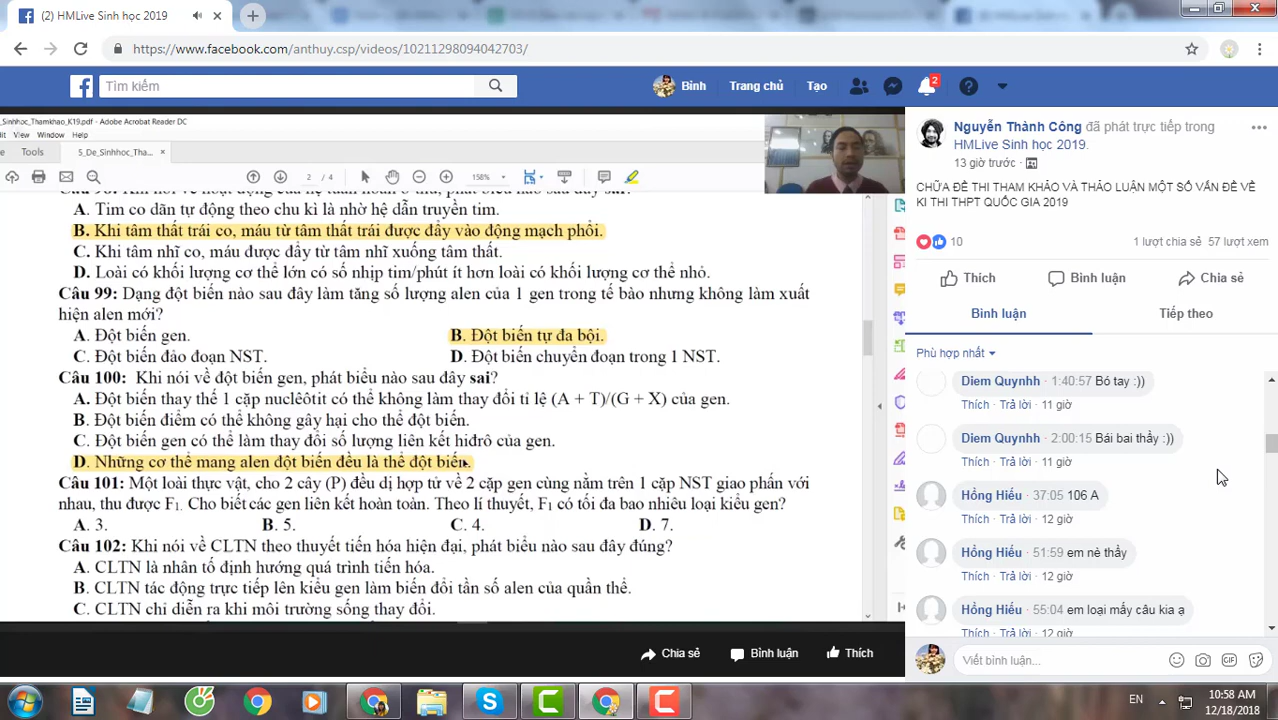 (2) HMLive Sinh học 2019
https://www.facebook.com/anthuy.csp/videos/10211298094042703/
Tìm kiếm
Bình Trang chủ Tạo 2
_Sinhhoc_Thamkhao_K19.pdf - Adobe Acrobat Reader DC
View Window Help
Tools 5_De_Sinhhoc_Tha...
2 / 4 158%
A. Tim co dãn tự động theo chu kì là nhờ hệ dẫn truyền tim.
B. Khi tâm thất trái co, máu từ tâm thất trái được đẩy vào động mạch phổi.
C. Khi tâm nhĩ co, máu được đẩy từ tâm nhĩ xuống tâm thất.
D. Loài có khối lượng cơ thể lớn có số nhịp tim/phút ít hơn loài có khối lượng cơ thể nhỏ.
Câu 99: Dạng đột biến nào sau đây làm tăng số lượng alen của 1 gen trong tế bào nhưng không làm xuất
hiện alen mới?
A. Đột biến gen. B. Đột biến tự đa bội.
C. Đột biến đảo đoạn NST. D. Đột biến chuyển đoạn trong 1 NST.
Câu 100: Khi nói về đột biến gen, phát biểu nào sau đây sai?
A. Đột biến thay thế 1 cặp nuclêôtit có thể không làm thay đổi tỉ lệ (A + T)/(G + X) của gen.
B. Đột biến điểm có thể không gây hại cho thể đột biến.
C. Đột biến gen có thể làm thay đổi số lượng liên kết hiđrô của gen.
D. Những cơ thể mang alen đột biến đều là thể đột biến.
Câu 101: Một loài thực vật, cho 2 cây (P) đều dị hợp tử về 2 cặp gen cùng nằm trên 1 cặp NST giao phấn với
nhau, thu được F1. Cho biết các gen liên kết hoàn toàn. Theo lí thuyết, F1 có tối đa bao nhiêu loại kiểu gen?
A. 3. B. 5. C. 4. D. 7.
Câu 102: Khi nói về CLTN theo thuyết tiến hóa hiện đại, phát biểu nào sau đây đúng?
A. CLTN là nhân tố định hướng quá trình tiến hóa.
B. CLTN tác động trực tiếp lên kiểu gen làm biến đổi tần số alen của quần thể.
C. CLTN chỉ diễn ra khi môi trường sống thay đổi.
Chia sẻ Bình luận Thích
Nguyễn Thành Công đã phát trực tiếp trong
HMLive Sinh học 2019.
13 giờ trước
CHỮA ĐỀ THI THAM KHẢO VÀ THẢO LUẬN MỘT SỐ VẤN ĐỀ VỀ
KÌ THI THPT QUỐC GIA 2019
10 1 lượt chia sẻ 57 lượt xem
Thích Bình luận Chia sẻ
Bình luận Tiếp theo
Phù hợp nhất
Diem Quynhh 1:40:57 Bó tay :))
Thích Trả lời 11 giờ
Diem Quynhh 2:00:15 Bái bai thầy :))
Thích Trả lời 11 giờ
Hồng Hiếu 37:05 106 A
Thích Trả lời 12 giờ
Hồng Hiếu 51:59 em nè thầy
Thích Trả lời 12 giờ
Hồng Hiếu 55:04 em loại mấy câu kia ạ
Thích Trả lời 12 giờ
Viết bình luận...
GIF
EN 10:58 AM
12/18/2018